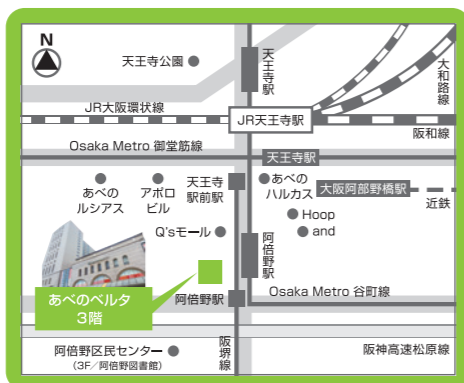 N
天王寺公園
天王寺駅
大和路線
JR大阪環状線
JR天王寺駅
阪和線
Osaka Metro 御堂筋線
天王寺駅
あべの
ルシアス
アポロ
ビル
天王寺
駅前駅
あべの
ハルカス
大阪阿部野橋駅
近鉄
Hoop
and
Q'sモール
阿倍野駅
あべのベルタ
3階
阿倍野駅
Osaka Metro 谷町線
阪堺線
阿倍野区民センター
（3F／阿倍野図書館）
阪神高速松原線